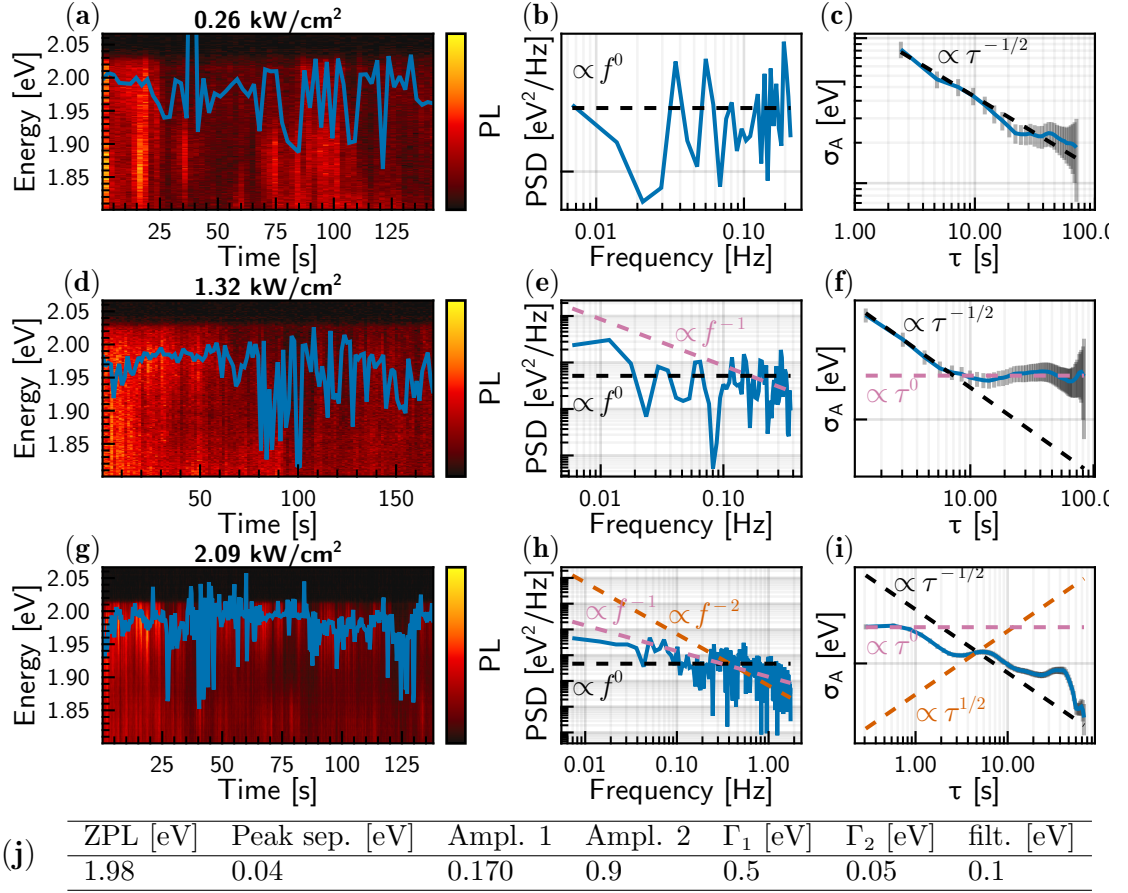 (a) 0.26 kW/cm²
Energy [eV]
2.05
2.00
1.95
1.90
1.85
25 50 75 100 125
Time [s]
PL
(b)
PSD [eV²/Hz]
∝ f⁰
0.01 0.10
Frequency [Hz]
(c)
σ_A [eV]
∝ τ^{-1/2}
1.00 10.00 100.0
τ [s]
(d) 1.32 kW/cm²
Energy [eV]
2.05
2.00
1.95
1.90
1.85
50 100 150
Time [s]
PL
(e)
PSD [eV²/Hz]
∝ f^{-1}
∝ f⁰
0.01 0.10
Frequency [Hz]
(f)
σ_A [eV]
∝ τ^{-1/2}
∝ τ⁰
10.00 100.0
τ [s]
(g) 2.09 kW/cm²
Energy [eV]
2.05
2.00
1.95
1.90
1.85
25 50 75 100 125
Time [s]
PL
(h)
PSD [eV²/Hz]
∝ f^{-1}
∝ f^{-2}
∝ f⁰
0.01 0.10 1.00
Frequency [Hz]
(i)
σ_A [eV]
∝ τ^{-1/2}
∝ τ⁰
∝ τ^{1/2}
1.00 10.00
τ [s]
(j)
ZPL [eV] Peak sep. [eV] Ampl. 1 Ampl. 2 Γ₁ [eV] Γ₂ [eV] filt. [eV]
1.98 0.04 0.170 0.9 0.5 0.05 0.1